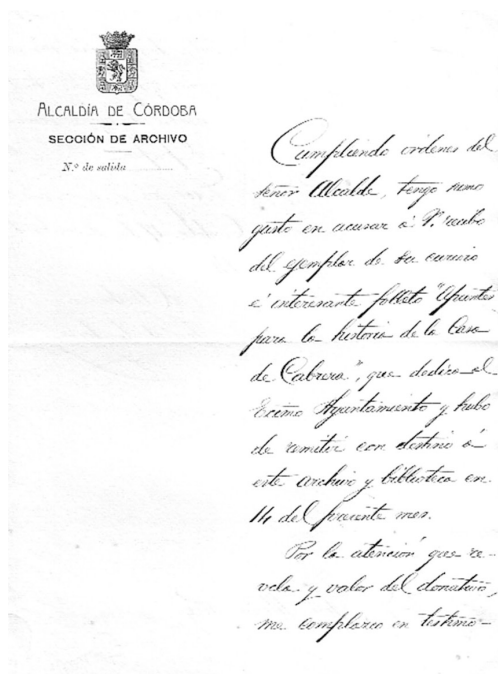 ALCALDÍA DE CÓRDOBA
SECCIÓN DE ARCHIVO
N.º de salida
Cumpliendo órdenes del
señor Alcalde, tengo sumo
gusto en acusar á V. recibo
del ejemplar de su curioso
é interesante folleto "Apuntes
para la historia de la Casa
de Cabrera", que dedica al
Excmo Ayuntamiento y hubo
de remitir con destino á
este archivo y biblioteca en
14 del presente mes.
Por la atención que re-
vela y valor del donativo,
me complazco en testimo-